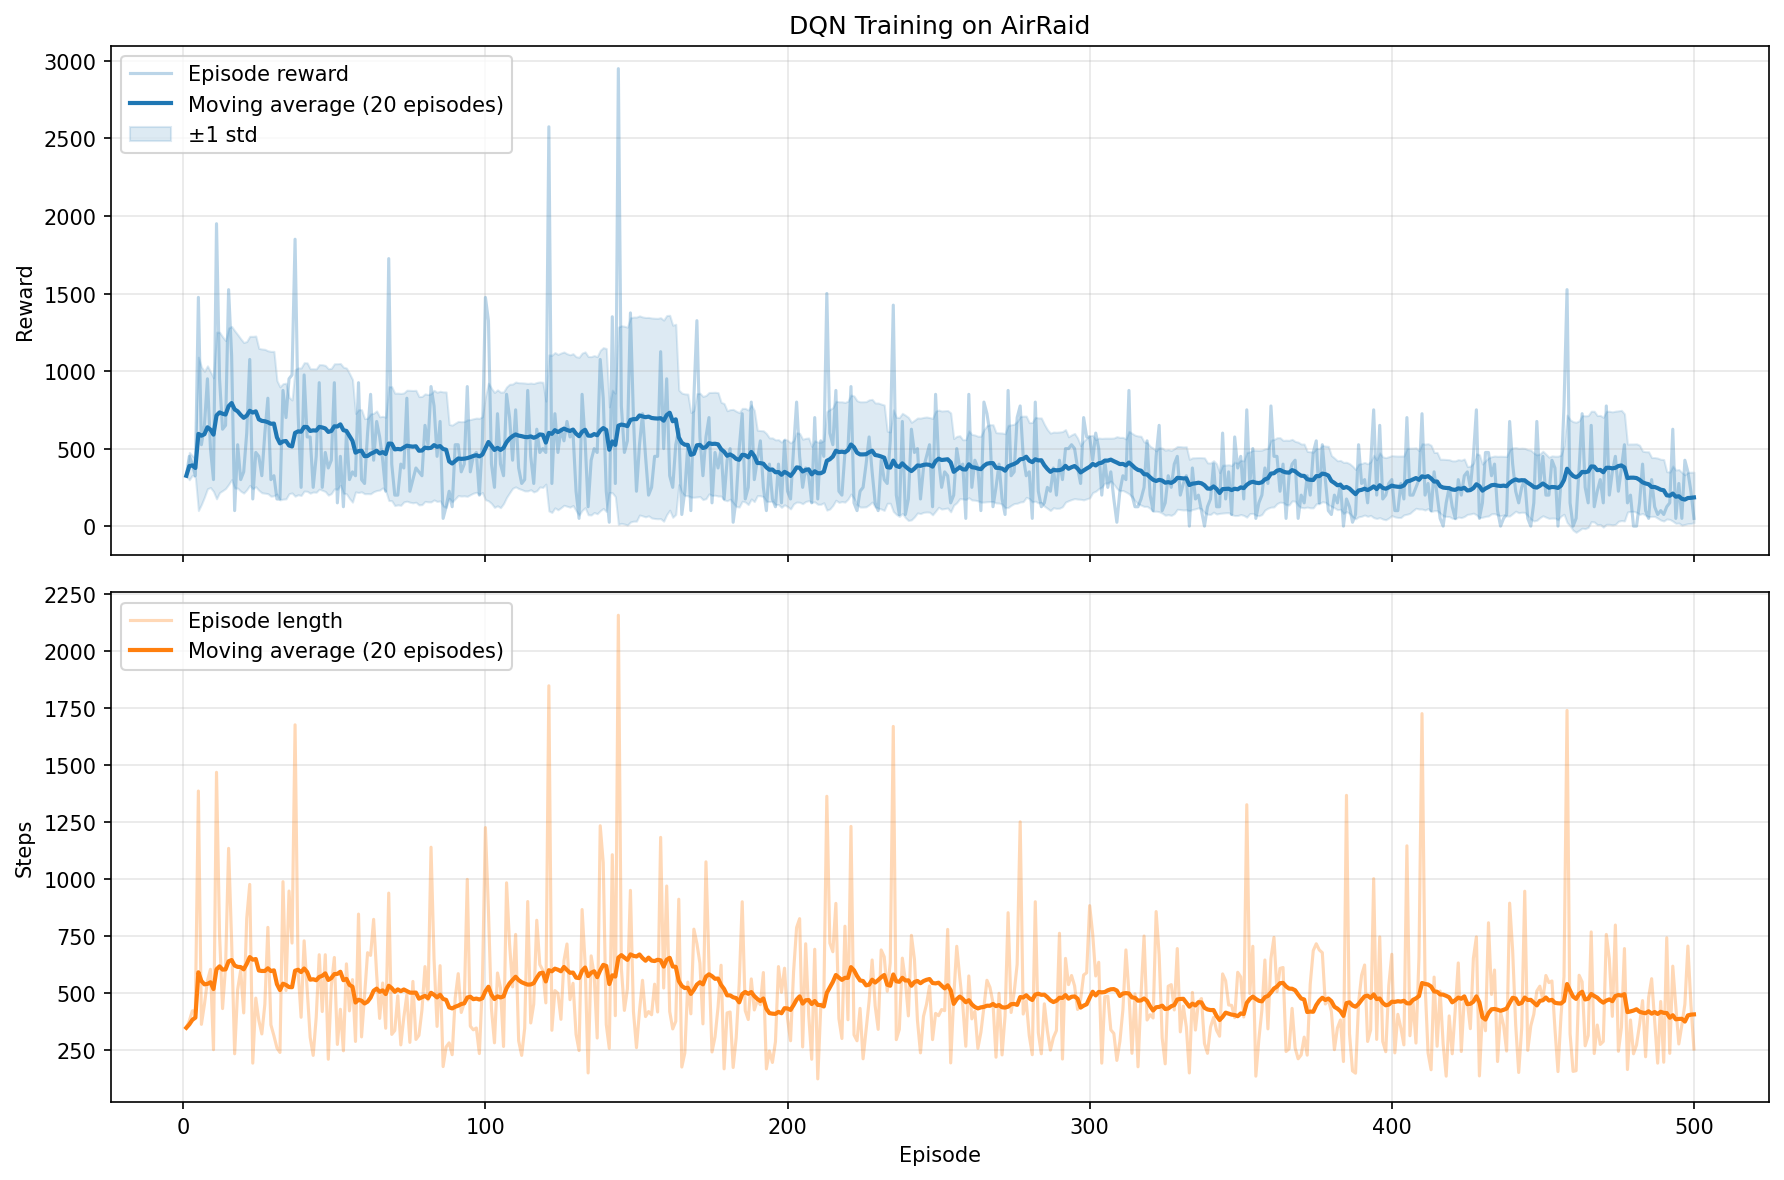 DQN Training on AirRaid
3000
2500
2000
1500
1000
500
0
Reward
Episode reward
Moving average (20 episodes)
±1 std
2250
2000
1750
1500
1250
1000
750
500
250
Steps
Episode length
Moving average (20 episodes)
0 100 200 300 400 500
Episode